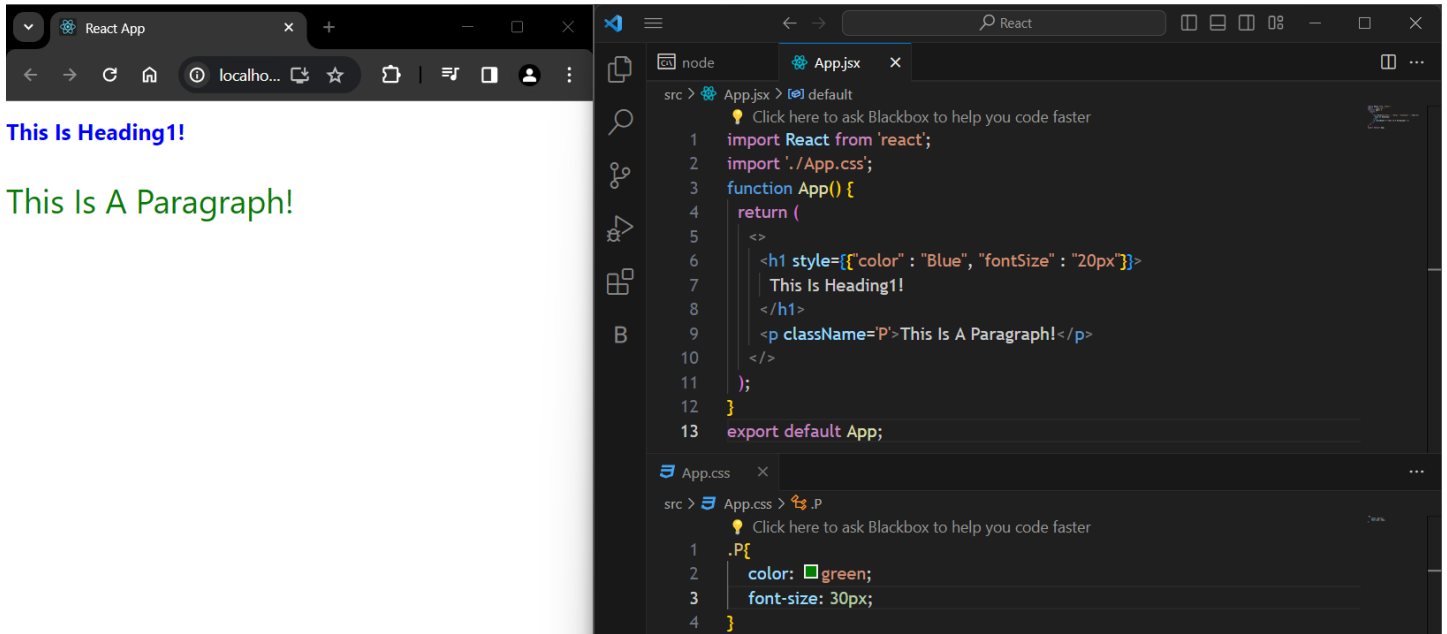 React App
localho...
This Is Heading1!
This Is A Paragraph!
React
node
App.jsx
src > App.jsx > default
Click here to ask Blackbox to help you code faster
1 import React from 'react';
2 import './App.css';
3 function App() {
4 return (
5 <>
6 <h1 style={{"color" : "Blue", "fontSize" : "20px"}}>
7 This Is Heading1!
8 </h1>
9 <p className='P'>This Is A Paragraph!</p>
10 </>
11 );
12 }
13 export default App;
App.css
src > App.css > .P
Click here to ask Blackbox to help you code faster
1 .P{
2 color: green;
3 font-size: 30px;
4 }
B